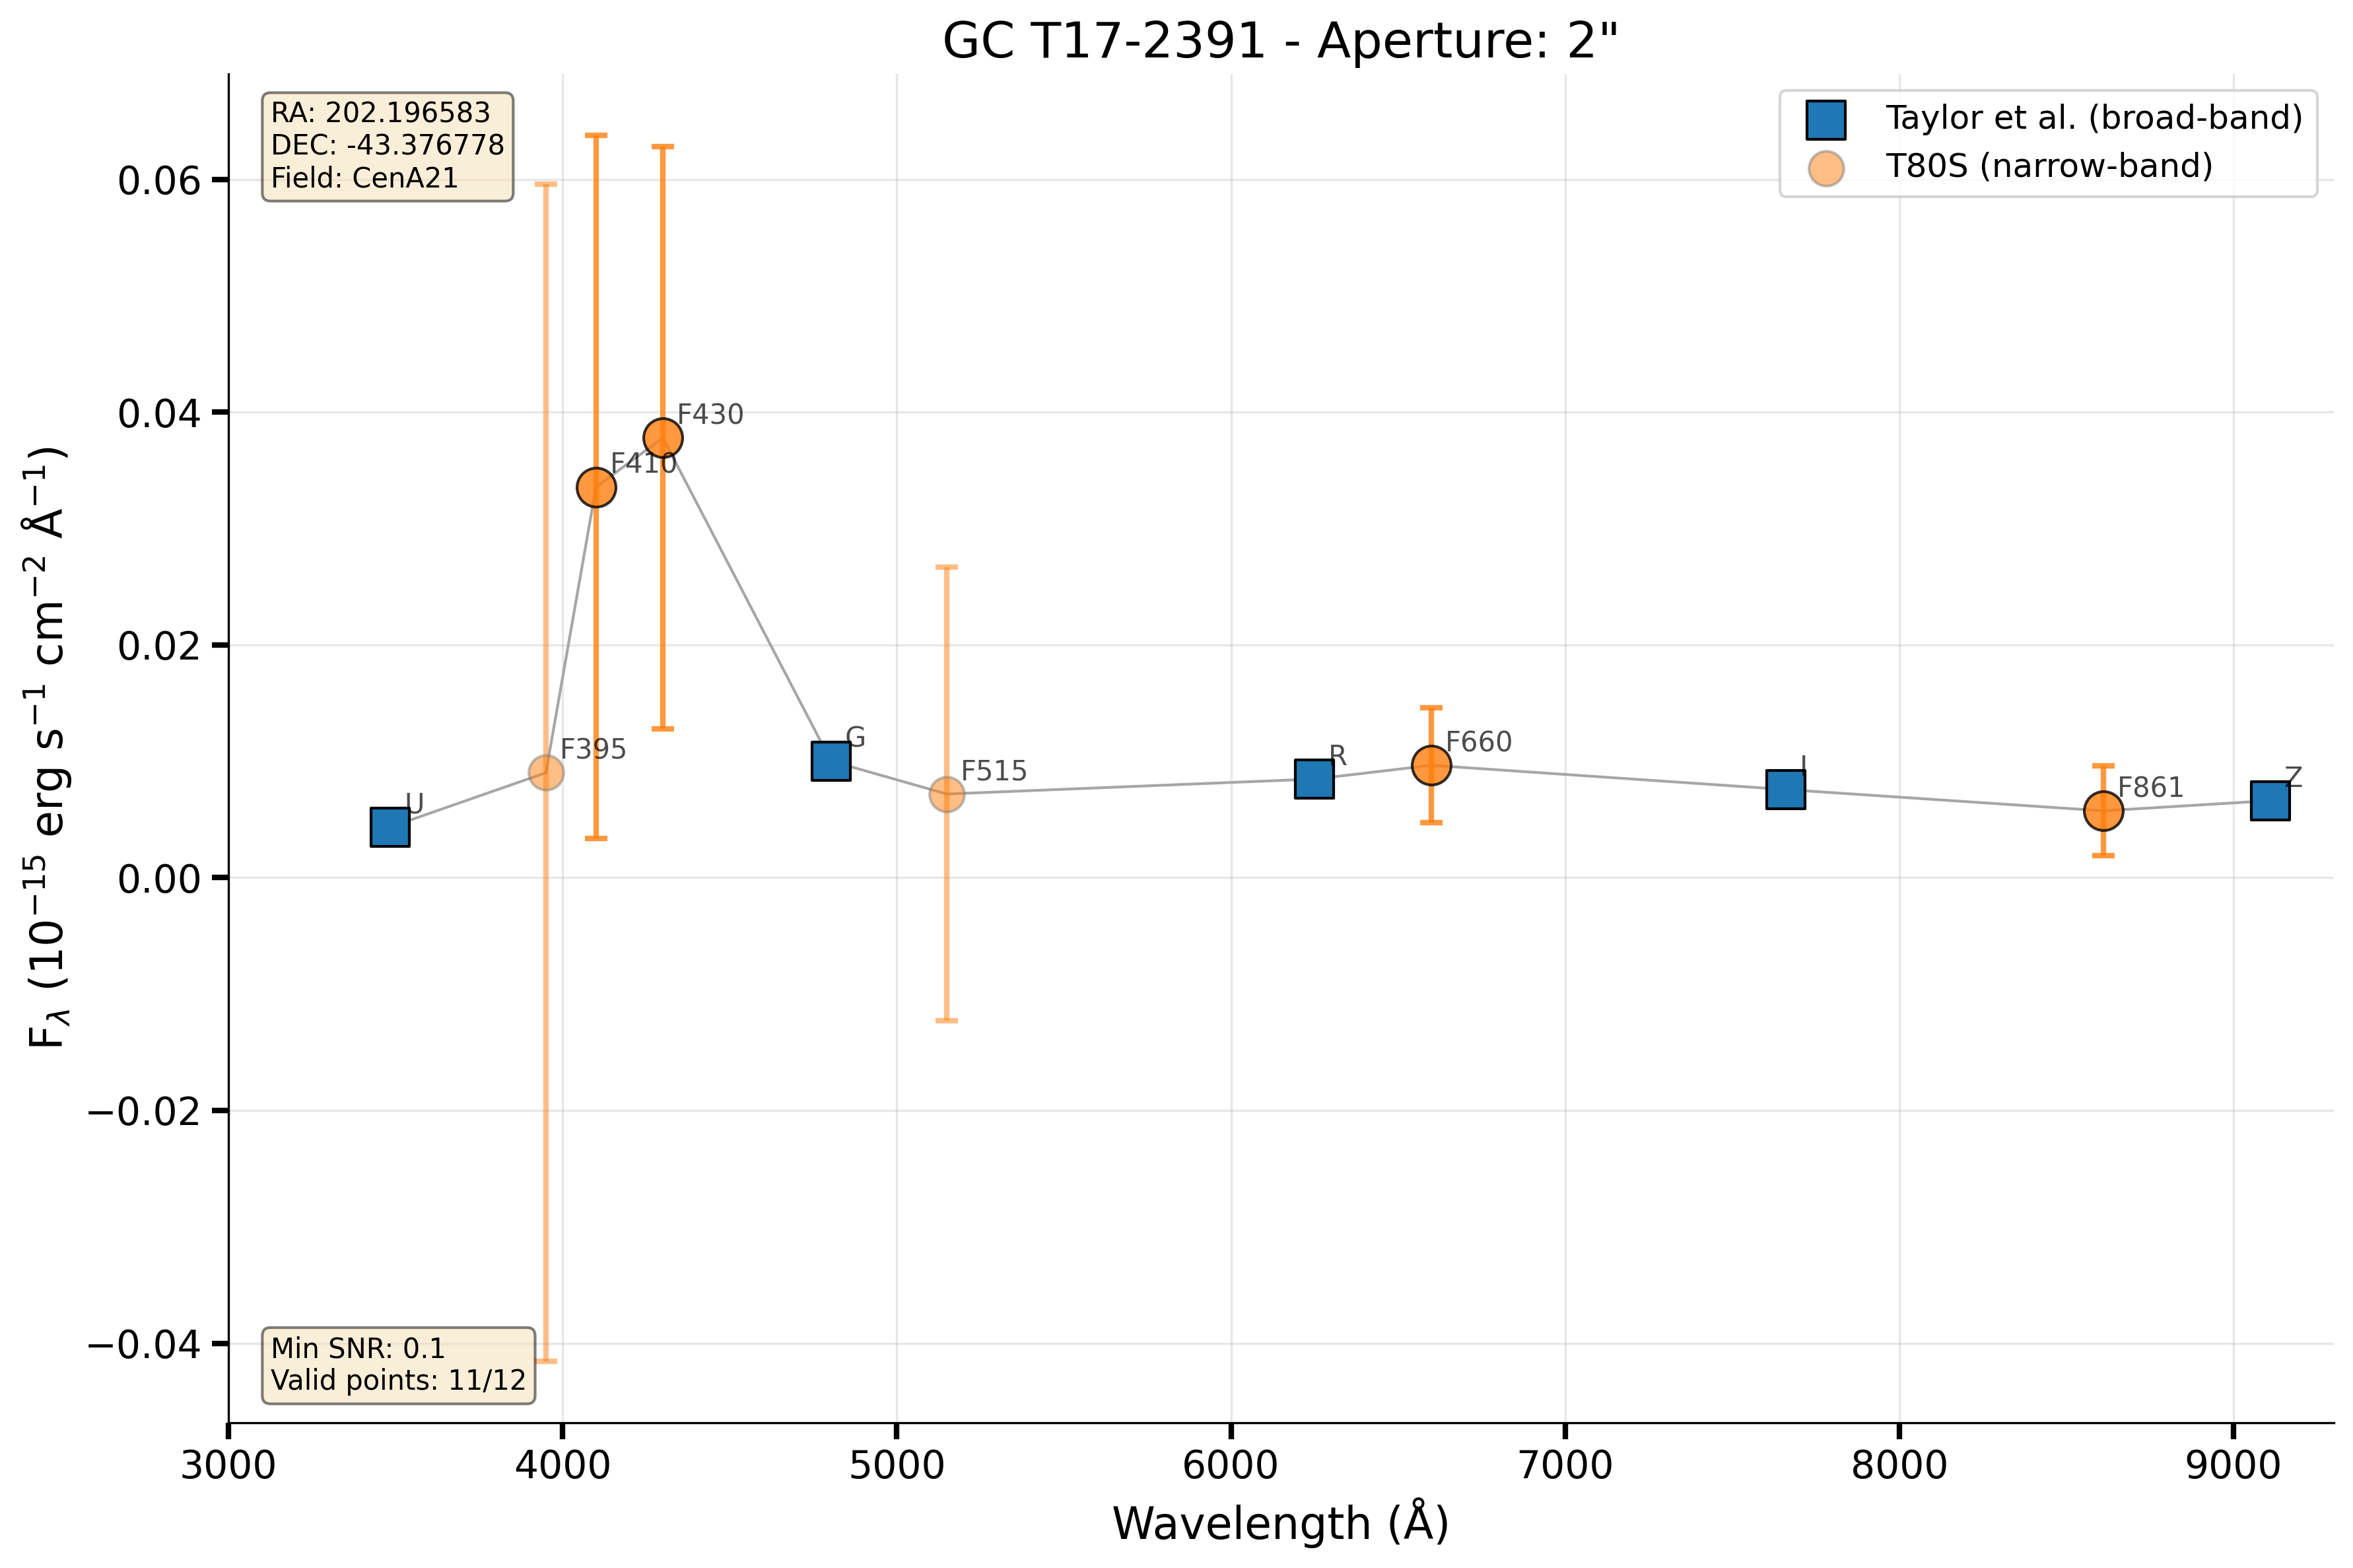 GC T17-2391 - Aperture: 2"
RA: 202.196583
DEC: -43.376778
Field: CenA21
Taylor et al. (broad-band)
T80S (narrow-band)
F_λ (10⁻¹⁵ erg s⁻¹ cm⁻² Å⁻¹)
0.06
0.04
0.02
0.00
−0.02
−0.04
U
F395
F410
F430
G
F515
R
F660
I
F861
Z
Min SNR: 0.1
Valid points: 11/12
3000 4000 5000 6000 7000 8000 9000
Wavelength (Å)